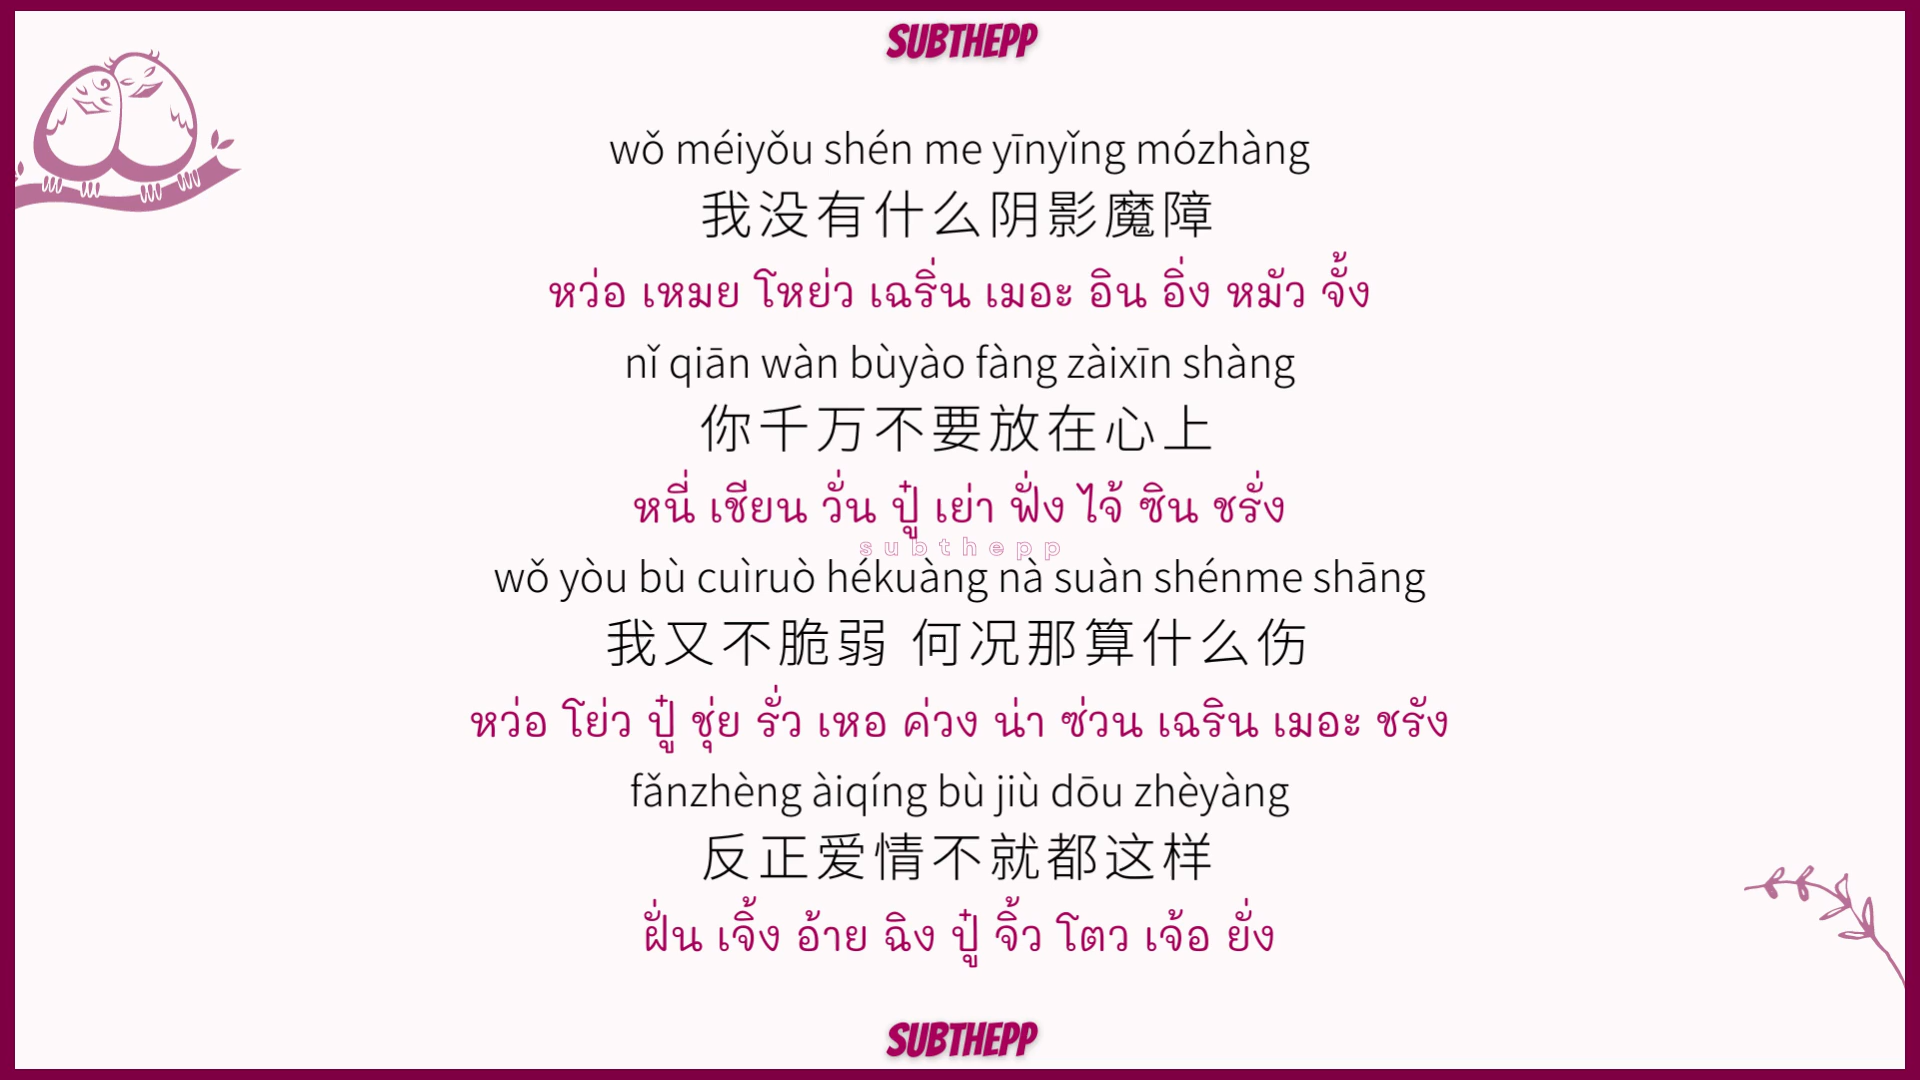 SUBTHEPP
wǒ méiyǒu shén me yīnyǐng mózhàng
我没有什么阴影魔障
หว่อ เหมย โหย่ว เฉริ่น เมอะ อิน อิ่ง หมัว จั้ง
nǐ qiān wàn bùyào fàng zàixīn shàng
你千万不要放在心上
หนี่ เชียน วั่น ปู๋ เย่า ฟั่ง ไจ้ ซิน ชรั่ง
subthepp
wǒ yòu bù cuìruò hékuàng nà suàn shénme shāng
我又不脆弱 何况那算什么伤
หว่อ โย่ว ปู๋ ชุ่ย รั่ว เหอ ค่วง น่า ซ่วน เฉริน เมอะ ชรัง
fǎnzhèng àiqíng bù jiù dōu zhèyàng
反正爱情不就都这样
ฝั่น เจิ้ง อ้าย ฉิง ปู๋ จิ้ว โตว เจ้อ ยั่ง
SUBTHEPP